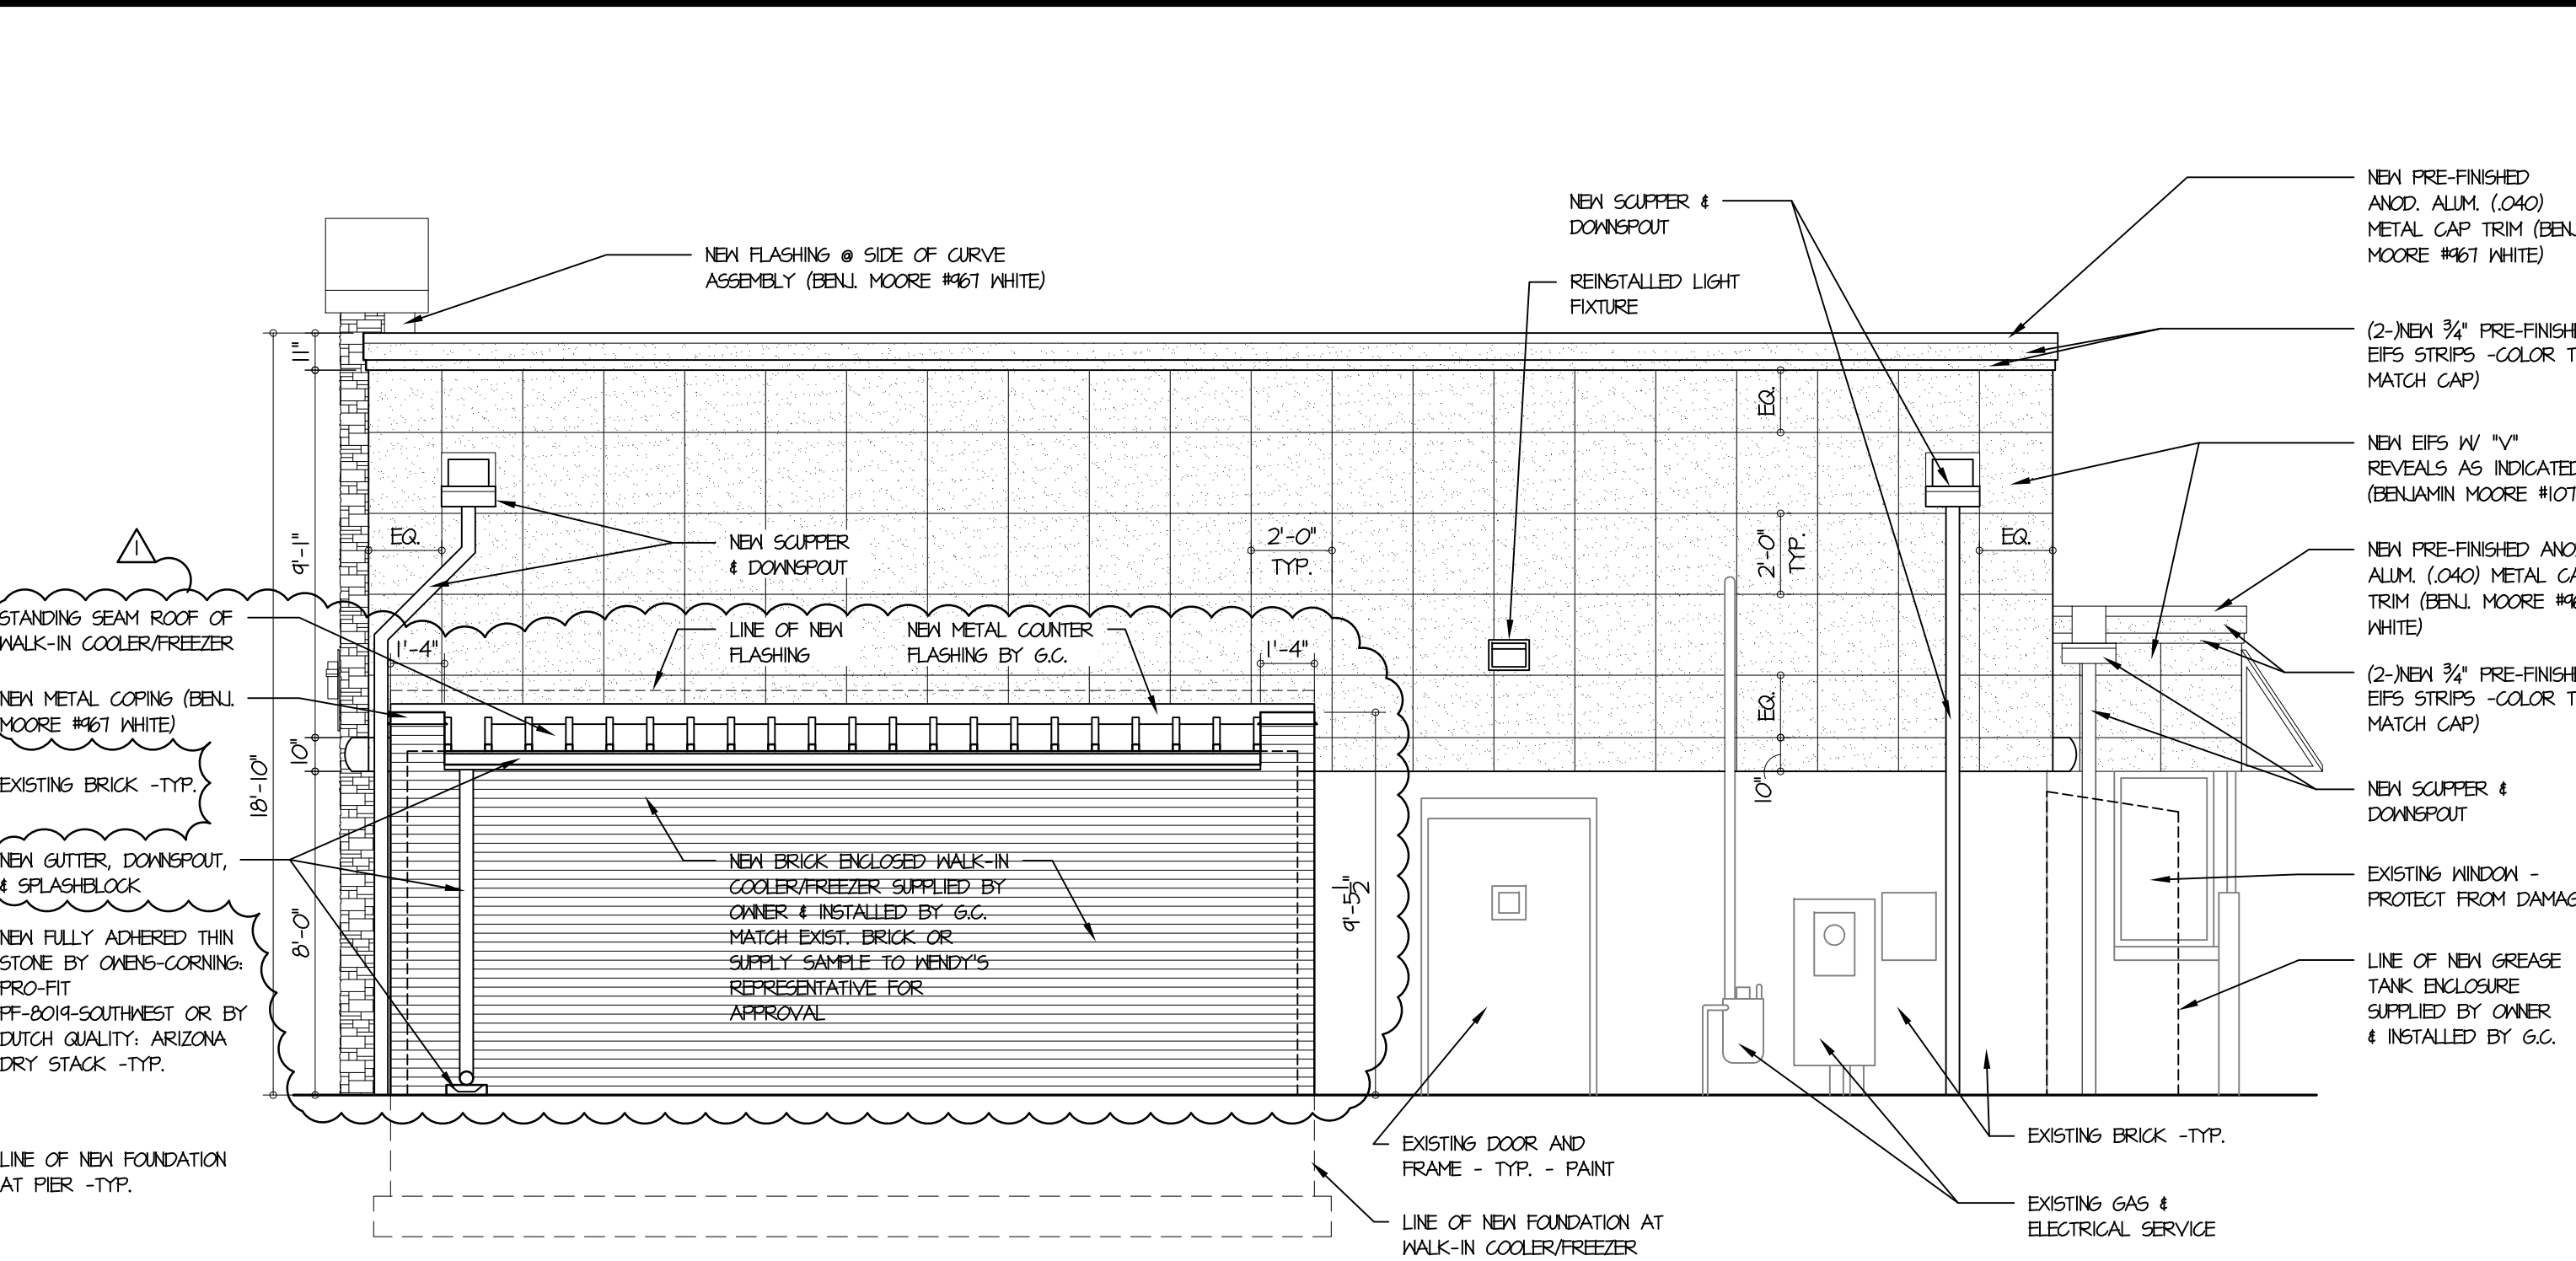 NEW FLASHING @ SIDE OF CURVE
ASSEMBLY (BENJ. MOORE #967 WHITE)
NEW SCUPPER &
DOWNSPOUT
REINSTALLED LIGHT
FIXTURE
NEW PRE-FINISHED
ANOD. ALUM. (.040)
METAL CAP TRIM (BENJ.
MOORE #967 WHITE)
(2-)NEW 3/4" PRE-FINISHE
EIFS STRIPS -COLOR T
MATCH CAP)
NEW EIFS W/ "V"
REVEALS AS INDICATED
(BENJAMIN MOORE #107
NEW PRE-FINISHED ANO
ALUM. (.040) METAL CA
TRIM (BENJ. MOORE #96
WHITE)
(2-)NEW 3/4" PRE-FINISHE
EIFS STRIPS -COLOR T
MATCH CAP)
NEW SCUPPER &
DOWNSPOUT
EXISTING WINDOW -
PROTECT FROM DAMAG
LINE OF NEW GREASE
TANK ENCLOSURE
SUPPLIED BY OWNER
& INSTALLED BY G.C.
11"
9'-1"
10"
18'-10"
8'-0"
1
STANDING SEAM ROOF OF
WALK-IN COOLER/FREEZER
NEW METAL COPING (BENJ.
MOORE #967 WHITE)
EXISTING BRICK -TYP.
NEW GUTTER, DOWNSPOUT,
& SPLASHBLOCK
NEW FULLY ADHERED THIN
STONE BY OWENS-CORNING:
PRO-FIT
PF-8019-SOUTHWEST OR BY
DUTCH QUALITY: ARIZONA
DRY STACK -TYP.
LINE OF NEW FOUNDATION
AT PIER -TYP.
EQ.
NEW SCUPPER
& DOWNSPOUT
2'-0"
TYP.
EQ.
2'-0"
TYP.
EQ.
EQ.
10"
1'-4"
LINE OF NEW
FLASHING
NEW METAL COUNTER
FLASHING BY G.C.
1'-4"
9'-5 1/2"
NEW BRICK ENCLOSED WALK-IN
COOLER/FREEZER SUPPLIED BY
OWNER & INSTALLED BY G.C.
MATCH EXIST. BRICK OR
SUPPLY SAMPLE TO WENDY'S
REPRESENTATIVE FOR
APPROVAL
EXISTING DOOR AND
FRAME - TYP. - PAINT
LINE OF NEW FOUNDATION AT
WALK-IN COOLER/FREEZER
EXISTING BRICK -TYP.
EXISTING GAS &
ELECTRICAL SERVICE